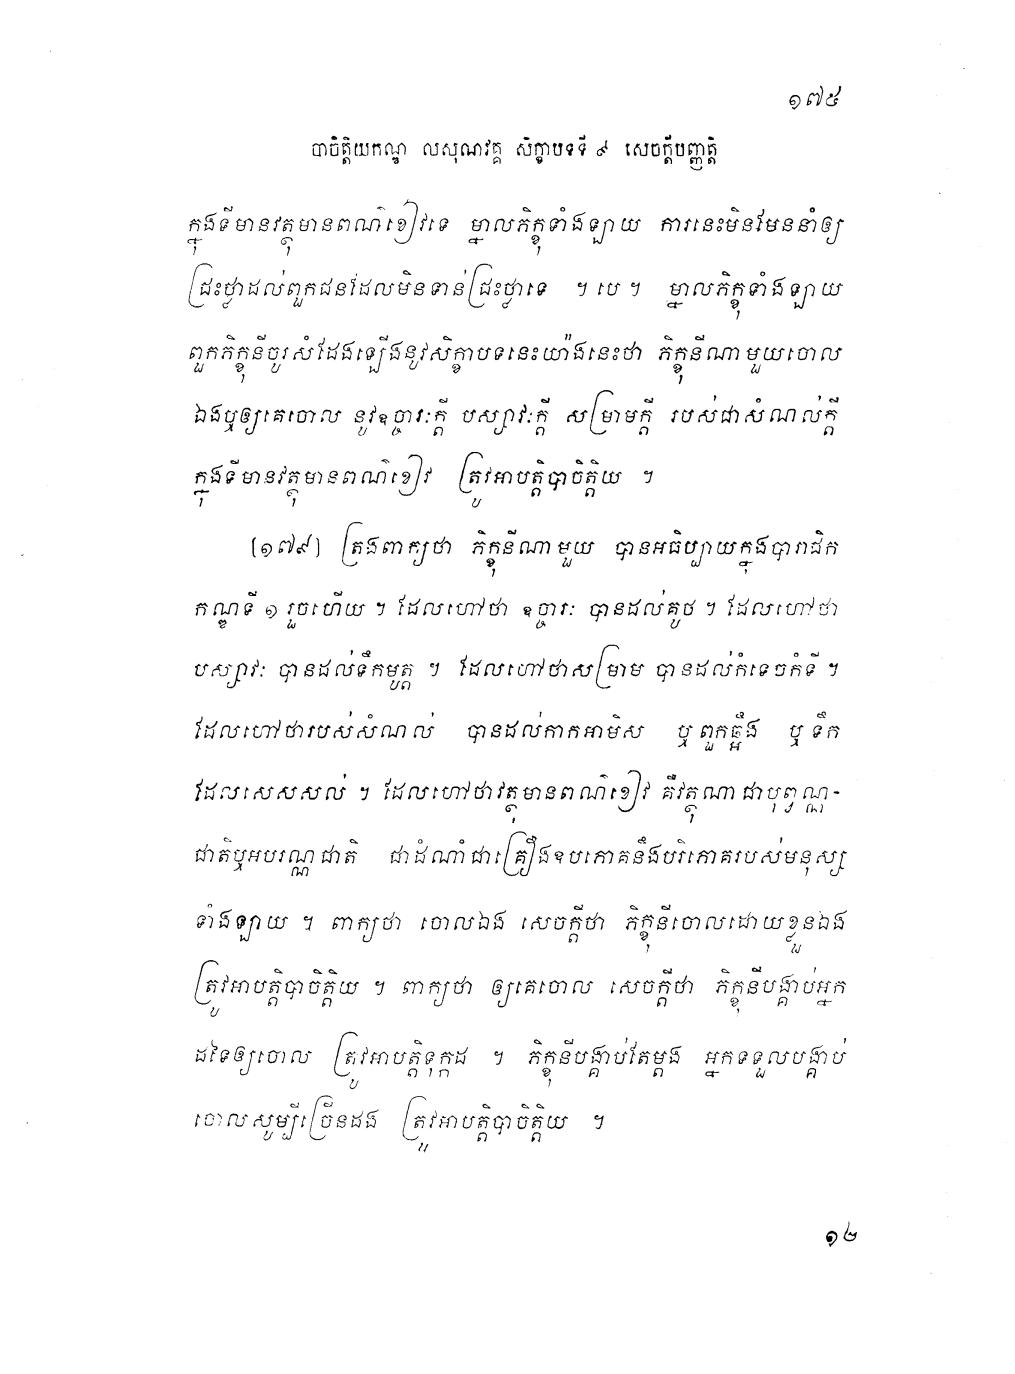 ១៧៥
បាចិត្តិយកណ្ឌ លសុណវគ្គ សិក្ខាបទទី ៩ សេចក្តីបញ្ញត្តិ
ក្នុងទីមានវត្ថុមានពណ៌ខៀវទេ ម្នាលភិក្ខុទាំងឡាយ ការនេះមិនមែននាំឲ្យ
ជ្រះថ្លាដល់ពួកជនដែលមិនទាន់ជ្រះថ្លាទេ ។ បេ ។ ម្នាលភិក្ខុទាំងឡាយ
ពួកភិក្ខុនីចូរសំដែងឡើងនូវសិក្ខាបទនេះយ៉ាងនេះថា ភិក្ខុនីណាមួយចោល
ឯងឬឲ្យគេចោល នូវឧច្ចារៈក្តី បស្សាវៈក្តី សម្រាមក្តី របស់ជាសំណល់ក្តី
ក្នុងទីមានវត្ថុមានពណ៌ខៀវ ត្រូវអាបត្តិបាចិត្តិយ ។
[១៧៩] ត្រង់ពាក្យថា ភិក្ខុនីណាមួយ បានអធិប្បាយក្នុងបារាជិក
កណ្ឌទី ១ រួចហើយ ។ ដែលហៅថា ឧច្ចារៈ បានដល់គូថ ។ ដែលហៅថា
បស្សាវៈ បានដល់ទឹកមូត្ត ។ ដែលហៅថាសម្រាម បានដល់កំទេចកំទី ។
ដែលហៅថារបស់សំណល់ បានដល់កាកអាមិស ឬពួកឆ្អឹង ឬទឹក
ដែលសេសសល់ ។ ដែលហៅថាវត្ថុមានពណ៌ខៀវ គឺវត្ថុណាជាបុព្វណ្ណ-
ជាតិឬអបរណ្ណជាតិ ជាដំណាំជាគ្រឿងឧបភោគនឹងបរិភោគរបស់មនុស្ស
ទាំងឡាយ ។ ពាក្យថា ចោលឯង សេចក្តីថា ភិក្ខុនីចោលដោយខ្លួនឯង
ត្រូវអាបត្តិបាចិត្តិយ ។ ពាក្យថា ឲ្យគេចោល សេចក្តីថា ភិក្ខុនីបង្គាប់អ្នក
ដទៃឲ្យចោល ត្រូវអាបត្តិទុក្កដ ។ ភិក្ខុនីបង្គាប់តែម្តង អ្នកទទួលបង្គាប់
ចោលសូម្បីច្រើនដង ត្រូវអាបត្តិបាចិត្តិយ ។
១២